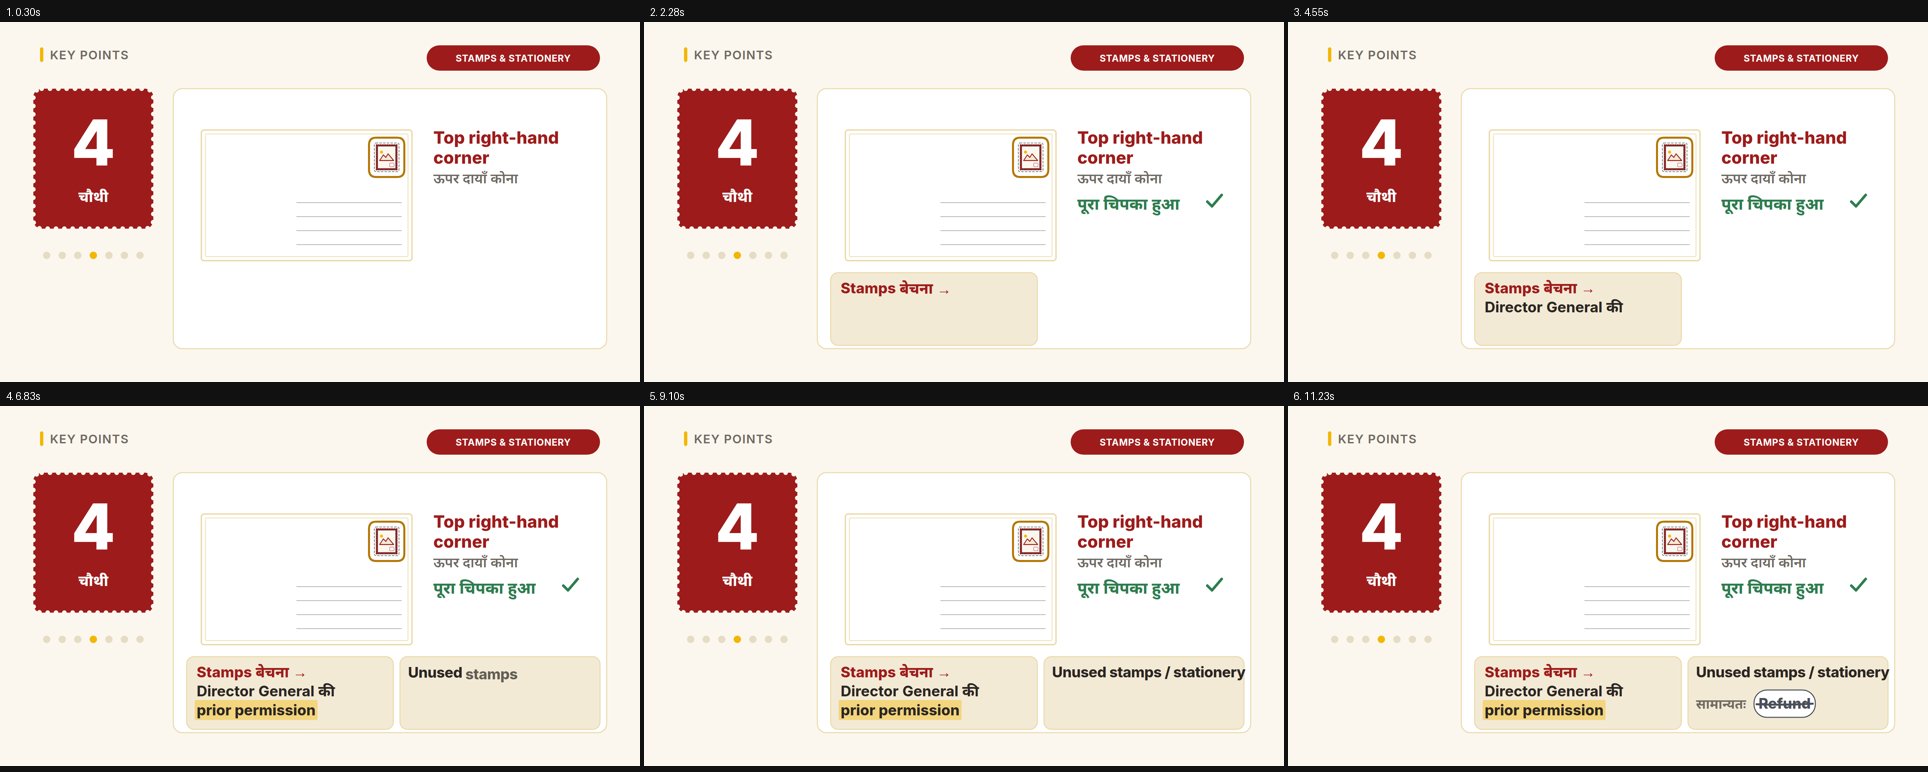 1. 0.30s
KEY POINTS
STAMPS & STATIONERY
4
चौथी
Top right-hand
corner
ऊपर दायाँ कोना
2. 2.28s
KEY POINTS
STAMPS & STATIONERY
4
चौथी
Top right-hand
corner
ऊपर दायाँ कोना
पूरा चिपका हुआ
Stamps बेचना →
3. 4.55s
KEY POINTS
STAMPS & STATIONERY
4
चौथी
Top right-hand
corner
ऊपर दायाँ कोना
पूरा चिपका हुआ
Stamps बेचना →
Director General की
4. 6.83s
KEY POINTS
STAMPS & STATIONERY
4
चौथी
Top right-hand
corner
ऊपर दायाँ कोना
पूरा चिपका हुआ
Stamps बेचना →
Director General की
prior permission
Unused stamps
5. 9.10s
KEY POINTS
STAMPS & STATIONERY
4
चौथी
Top right-hand
corner
ऊपर दायाँ कोना
पूरा चिपका हुआ
Stamps बेचना →
Director General की
prior permission
Unused stamps / stationery
6. 11.23s
KEY POINTS
STAMPS & STATIONERY
4
चौथी
Top right-hand
corner
ऊपर दायाँ कोना
पूरा चिपका हुआ
Stamps बेचना →
Director General की
prior permission
Unused stamps / stationery
सामान्यतः Refund